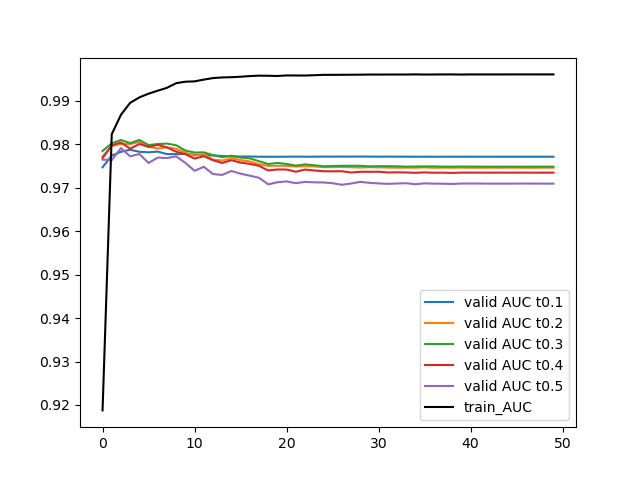 0.99
0.98
0.97
0.96
0.95
0.94
0.93
0.92
0
10
20
30
40
50
valid AUC t0.1
valid AUC t0.2
valid AUC t0.3
valid AUC t0.4
valid AUC t0.5
train_AUC